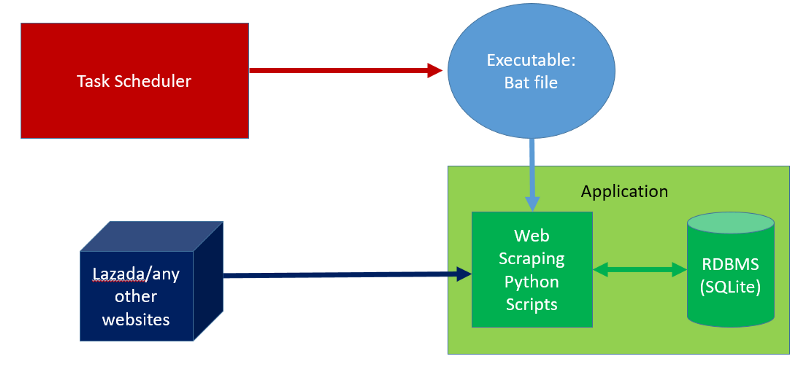 Task Scheduler
Executable:
Bat file
Application
Web
Scraping
Python
Scripts
RDBMS
(SQLite)
Lazada/any
other
websites